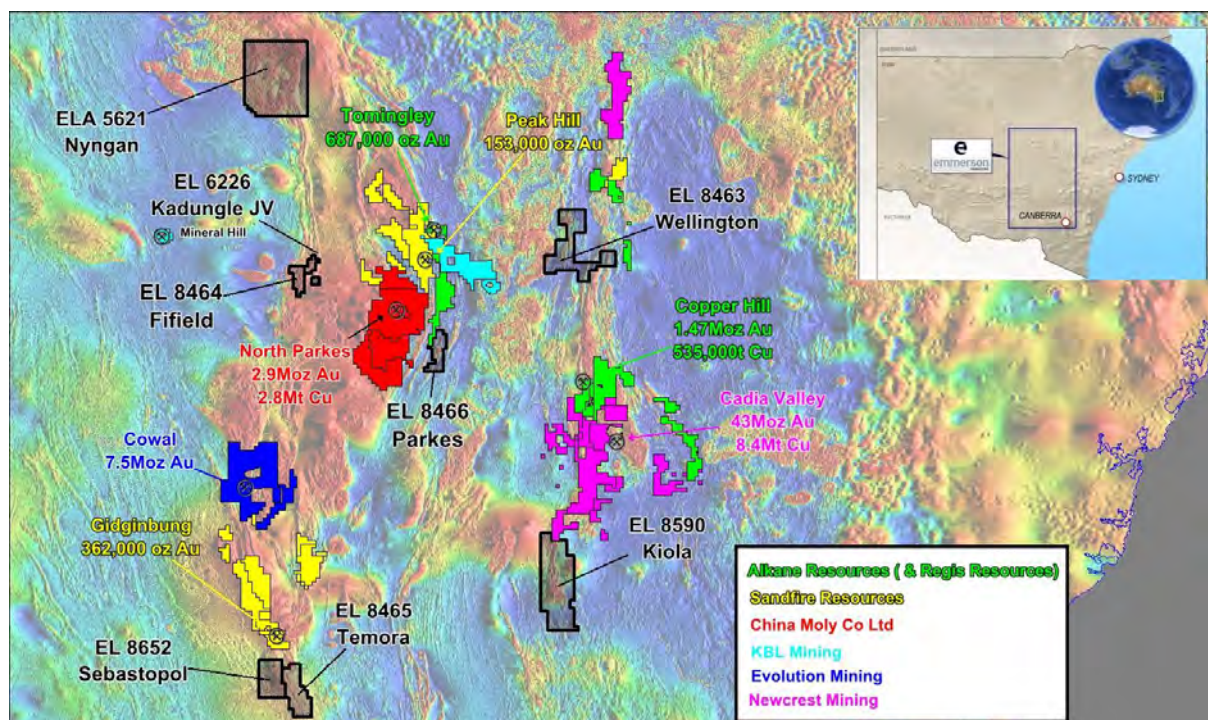 ELA 5621
Nyngan
Tomingley
687,000 oz Au
Peak Hill
153,000 oz Au
EL 6226
Kadungle JV
Mineral Hill
EL 8464
Fifield
EL 8463
Wellington
North Parkes
2.9Moz Au
2.8Mt Cu
EL 8466
Parkes
Copper Hill
1.47Moz Au
535,000t Cu
Cadia Valley
43Moz Au
8.4Mt Cu
Cowal
7.5Moz Au
Gidginbung
362,000 oz Au
EL 8590
Kiola
EL 8465
Temora
EL 8652
Sebastopol
e
emmerson
SYDNEY
CANBERRA
Alkane Resources ( & Regis Resources)
Sandfire Resources
China Moly Co Ltd
KBL Mining
Evolution Mining
Newcrest Mining